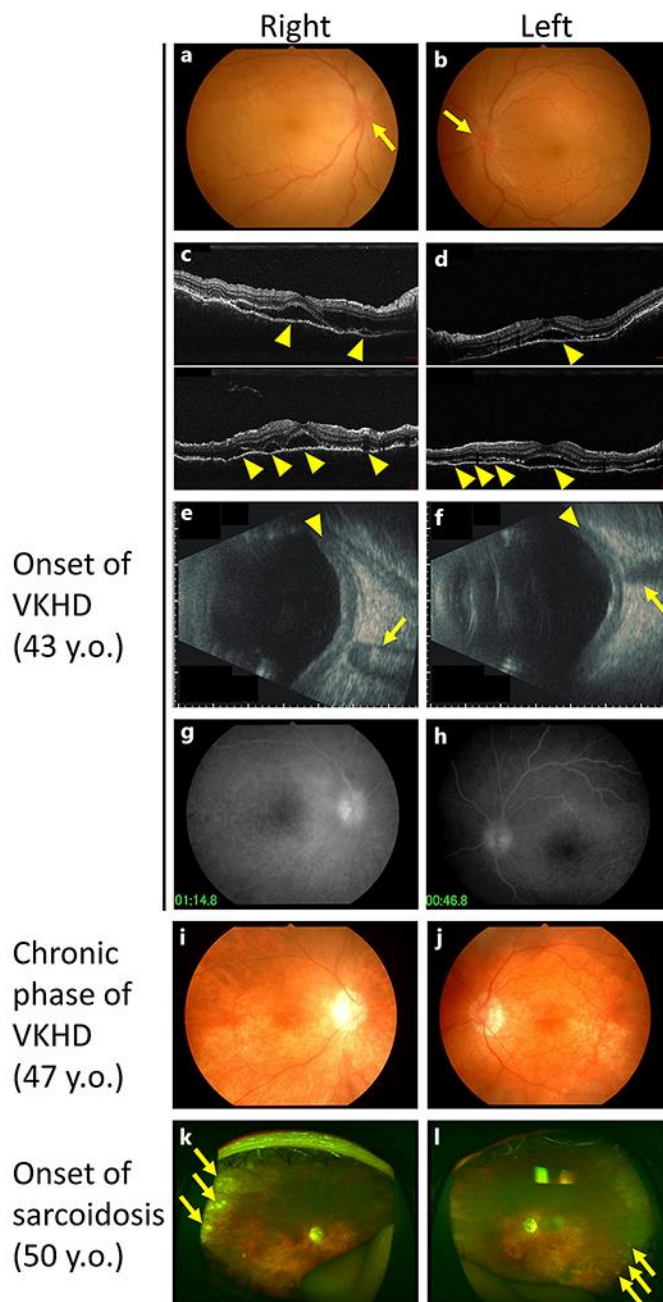 Right
Left
a
b
c
d
Onset of
VKHD
(43 y.o.)
e
f
g
h
01:14.8
00:46.8
Chronic
phase of
VKHD
(47 y.o.)
i
j
Onset of
sarcoidosis
(50 y.o.)
k
l